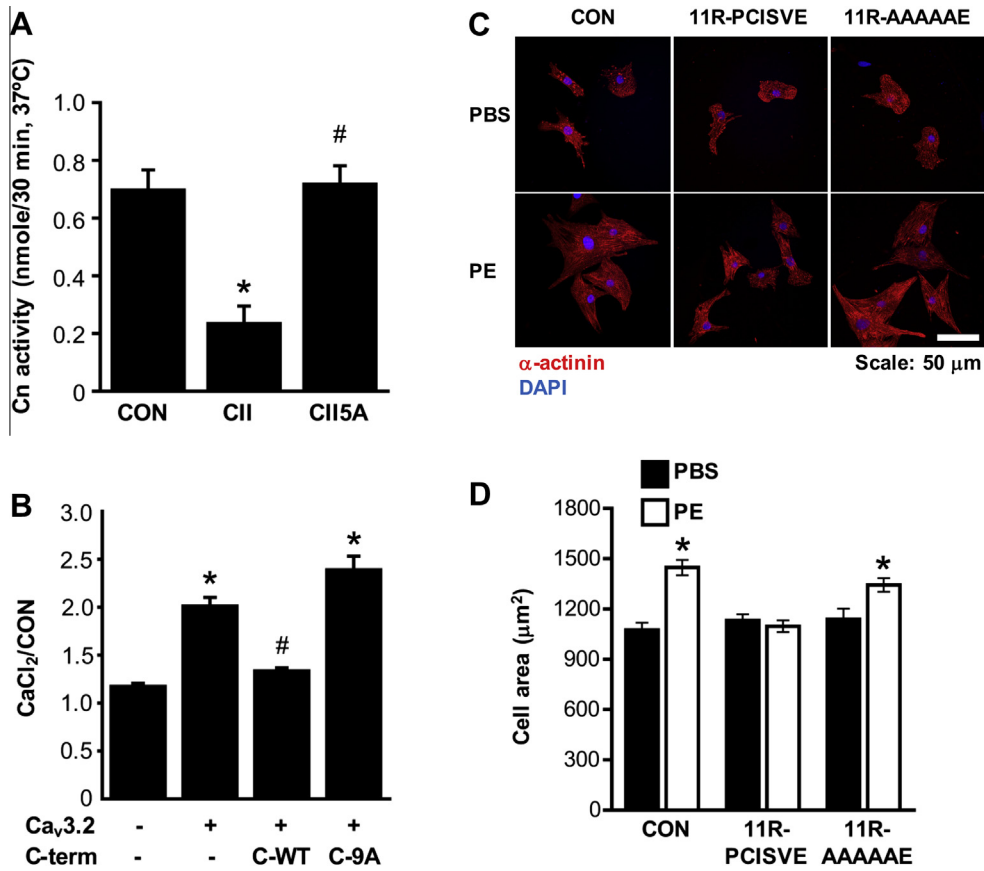 A
Cn activity (nmole/30 min, 37ºC)
1.0
0.8
0.6
0.4
0.2
0
*
#
CON CII CII5A
B
CaCl₂/CON
3.0
2.5
2.0
1.5
1.0
0.5
0
*
#
*
Caᵥ3.2 - + + +
C-term - - C-WT C-9A
C
CON 11R-PCISVE 11R-AAAAAE
PBS
PE
α-actinin Scale: 50 μm
DAPI
D
PBS
PE
Cell area (μm²)
1800
1500
1200
900
600
300
0
*
*
CON 11R- 11R-
PCISVE AAAAAE